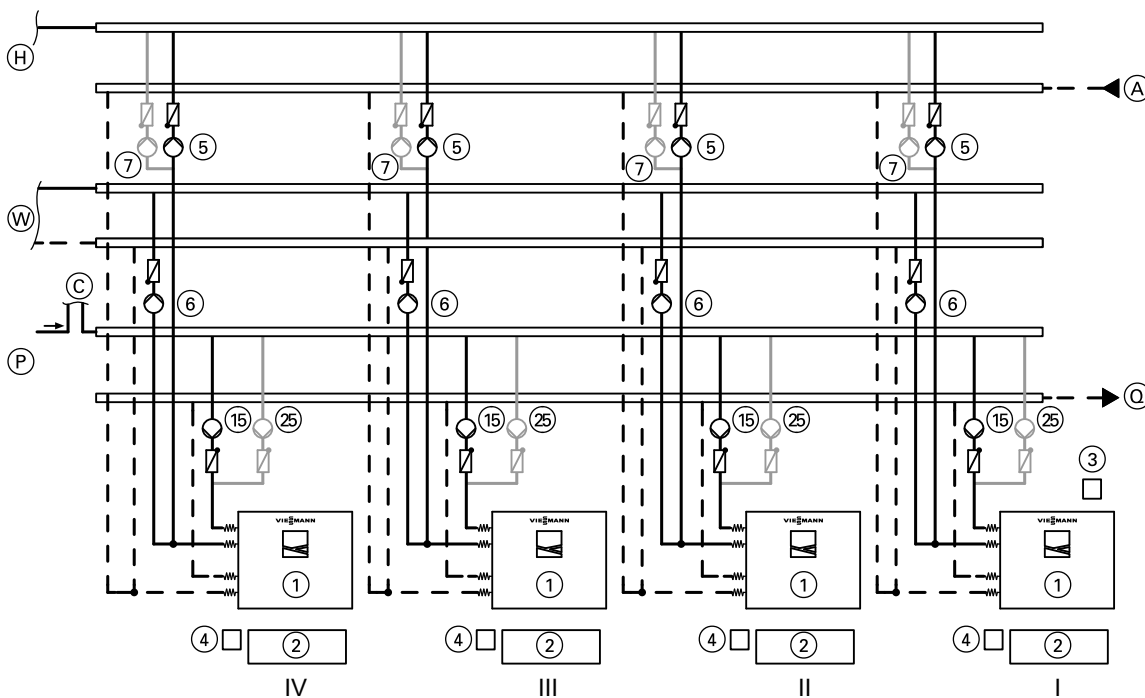 H
A
7 5 7 5 7 5 7 5
W
6 6 6 6
C
P
Q
15 25 15 25 15 25 15 25
3
VIESMANN VIESMANN VIESMANN VIESMANN
1 1 1 1
4 2 4 2 4 2 4 2
IV III II I